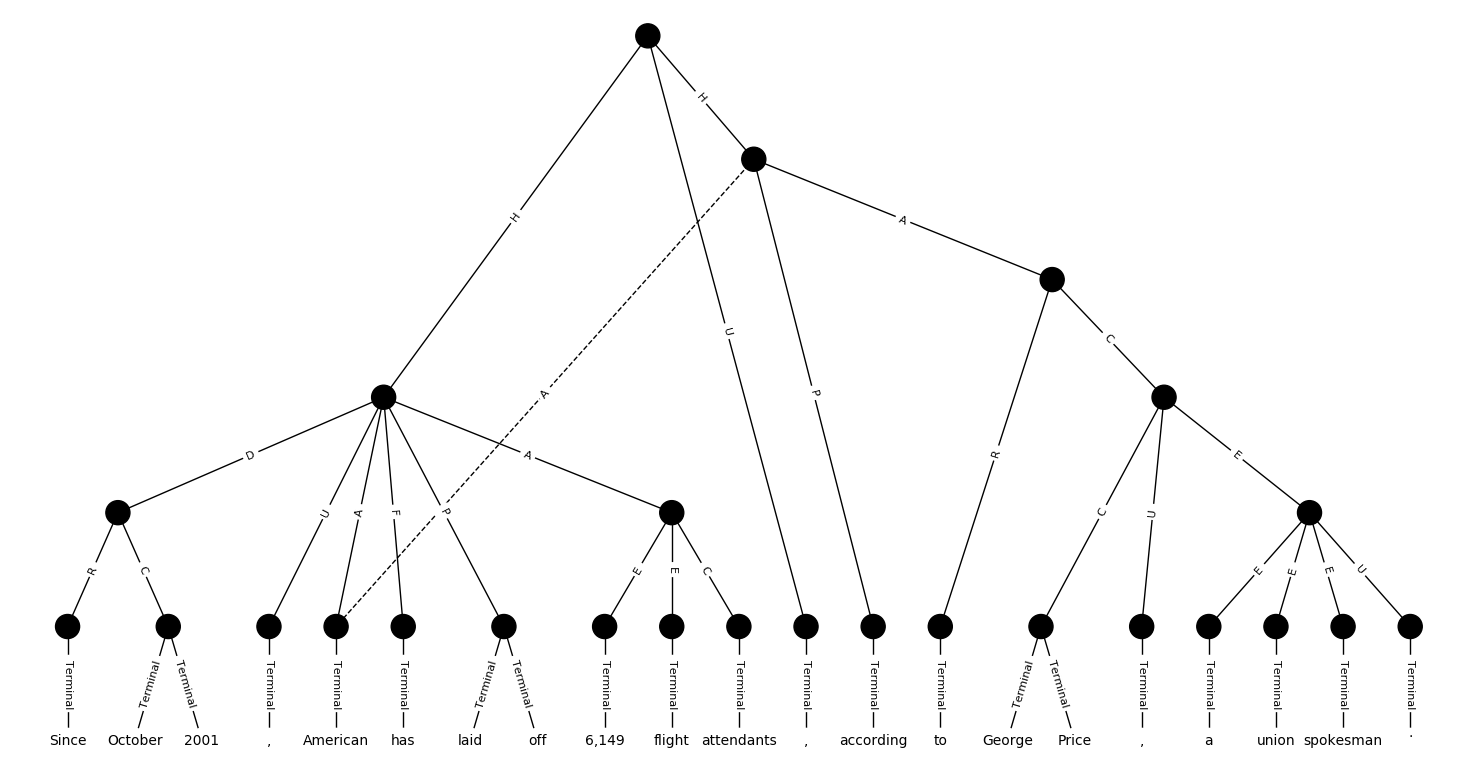 H
H
A
U
A
P
C
D
A
R
E
U
A
F
P
C
U
R
C
E
E
C
E
E
E
U
Terminal Terminal Terminal Terminal Terminal Terminal Terminal Terminal Terminal Terminal Terminal Terminal Terminal Terminal Terminal Terminal Terminal Terminal Terminal Terminal Terminal
Since October 2001 , American has laid off 6,149 flight attendants , according to George Price , a union spokesman .